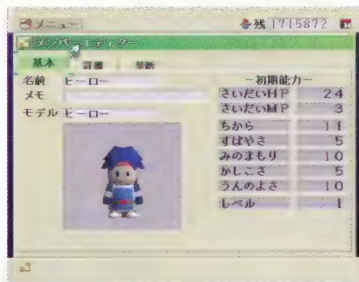 メニュー
残 1715872
メンバーエディター
基本 詳細 禁断
名前 ヒーロー
メモ
モデル ヒーロー
ー初期能力ー
さいだいHP 24
さいだいMP 3
ちから 11
すばやさ 5
みのまもり 10
かしこさ 5
うんのよさ 10
レベル 1